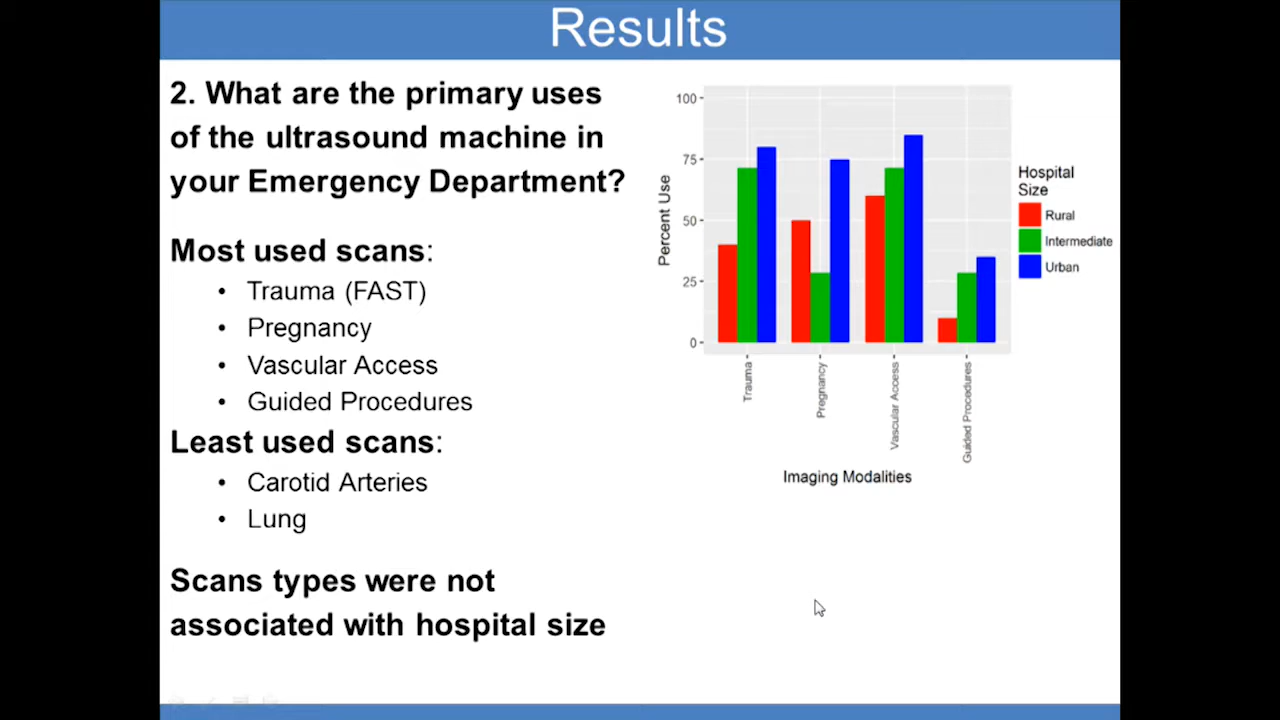 Results
2. What are the primary uses
of the ultrasound machine in
your Emergency Department?
Most used scans:
• Trauma (FAST)
• Pregnancy
• Vascular Access
• Guided Procedures
Least used scans:
• Carotid Arteries
• Lung
Scans types were not
associated with hospital size
100
75
50
25
0
Percent Use
Trauma
Pregnancy
Vascular Access
Guided Procedures
Imaging Modalities
Hospital
Size
Rural
Intermediate
Urban